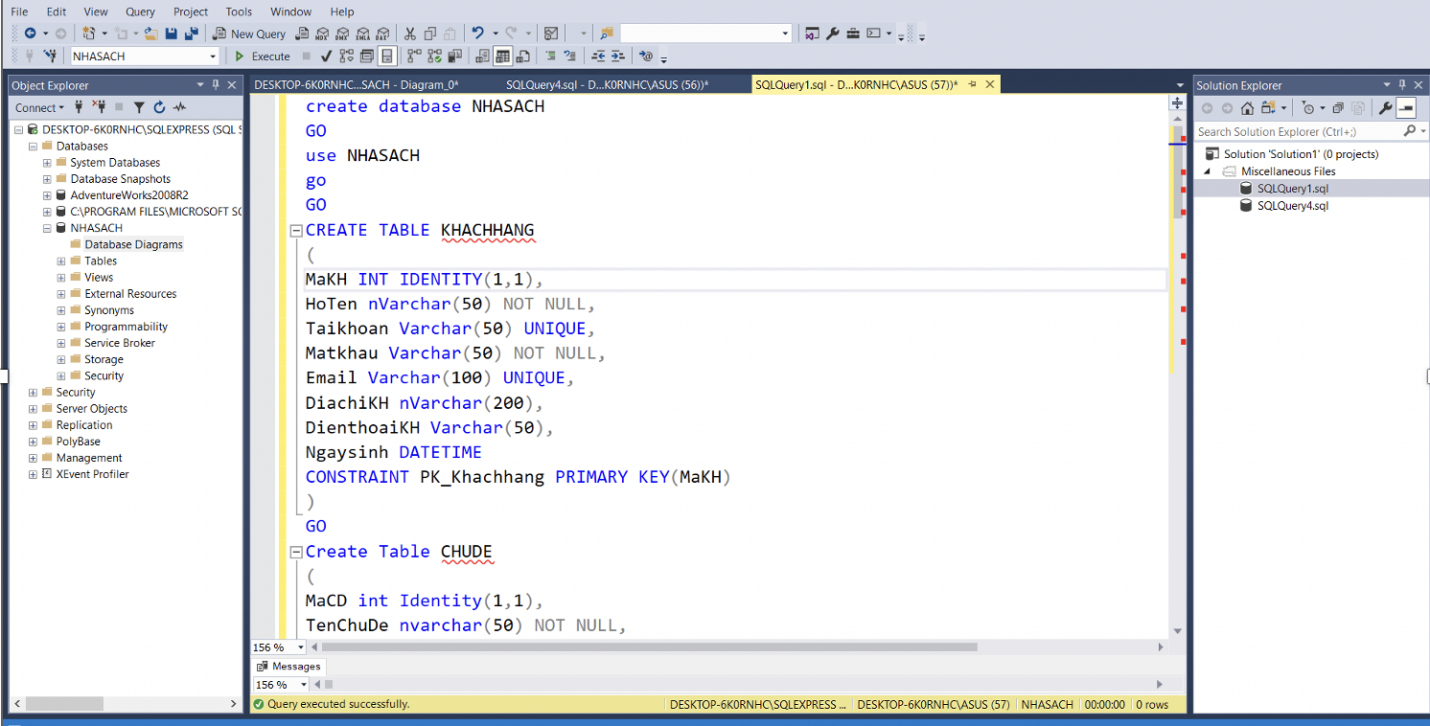 File Edit View Query Project Tools Window Help
New Query
NHASACH Execute
Object Explorer
Connect
DESKTOP-6K0RNHC\SQLEXPRESS (SQL S
Databases
System Databases
Database Snapshots
AdventureWorks2008R2
C:\PROGRAM FILES\MICROSOFT SQ
NHASACH
Database Diagrams
Tables
Views
External Resources
Synonyms
Programmability
Service Broker
Storage
Security
Security
Server Objects
Replication
PolyBase
Management
XEvent Profiler
DESKTOP-6K0RNHC...SACH - Diagram_0* SQLQuery4.sql - D...K0RNHC\ASUS (56))* SQLQuery1.sql - D...K0RNHC\ASUS (57))*
create database NHASACH
GO
use NHASACH
go
GO
CREATE TABLE KHACHHANG
(
MaKH INT IDENTITY(1,1),
HoTen nVarchar(50) NOT NULL,
Taikhoan Varchar(50) UNIQUE,
Matkhau Varchar(50) NOT NULL,
Email Varchar(100) UNIQUE,
DiachiKH nVarchar(200),
DienthoaiKH Varchar(50),
Ngaysinh DATETIME
CONSTRAINT PK_Khachhang PRIMARY KEY(MaKH)
)
GO
Create Table CHUDE
(
MaCD int Identity(1,1),
TenChuDe nvarchar(50) NOT NULL,
156 %
Messages
156 %
Query executed successfully. DESKTOP-6K0RNHC\SQLEXPRESS ... DESKTOP-6K0RNHC\ASUS (57) NHASACH 00:00:00 0 rows
Solution Explorer
Search Solution Explorer (Ctrl+;)
Solution 'Solution1' (0 projects)
Miscellaneous Files
SQLQuery1.sql
SQLQuery4.sql